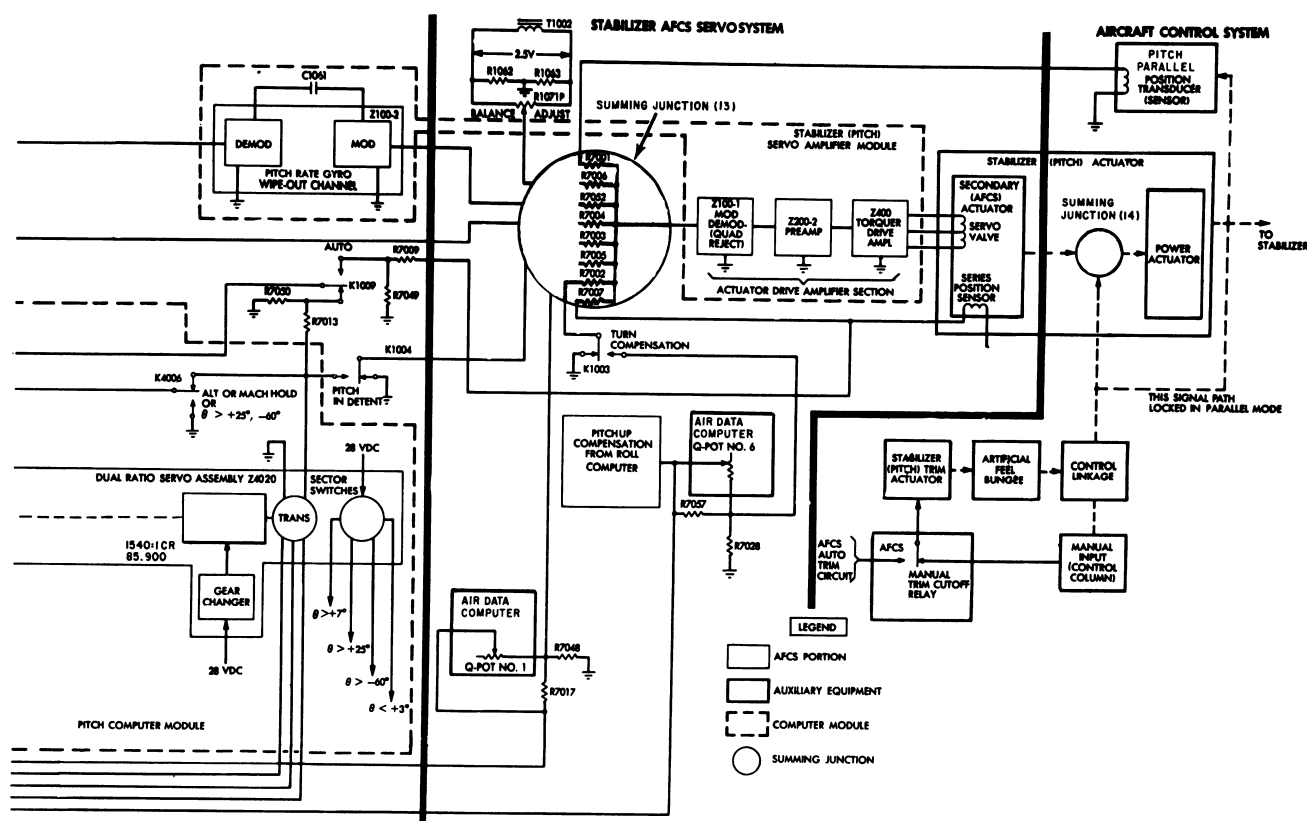 STABILIZER AFCS SERVOSYSTEM
AIRCRAFT CONTROL SYSTEM
T1002
2.5V
R1062
R1063
R1071P
BALANCE
ADJUST
C1061
Z100-2
DEMOD
MOD
PITCH RATE GYRO
WIPE-OUT CHANNEL
SUMMING JUNCTION (13)
STABILIZER (PITCH)
SERVO AMPLIFIER MODULE
PITCH
PARALLEL
POSITION
TRANSDUCER
(SENSOR)
R7001
R7006
R7052
R7004
R7003
R7005
R7002
R7007
Z100-1
MOD
DEMOD-
(QUAD
REJECT)
Z200-2
PREAMP
Z400
TORQUER
DRIVE
AMPL
ACTUATOR DRIVE AMPLIFIER SECTION
STABILIZER (PITCH) ACTUATOR
SECONDARY
(AFCS)
ACTUATOR
SERVO
VALVE
SERIES
POSITION
SENSOR
SUMMING
JUNCTION (14)
POWER
ACTUATOR
TO
STABILIZER
AUTO
R7009
K1009
R7050
R7049
R7013
K1004
K4006
ALT OR MACH HOLD
OR
θ > +25°, -60°
PITCH
IN DETENT
TURN
COMPENSATION
K1003
THIS SIGNAL PATH
LOCKED IN PARALLEL MODE
PITCHUP
COMPENSATION
FROM ROLL
COMPUTER
AIR DATA
COMPUTER
Q-POT NO. 6
R7057
R7028
STABILIZER
(PITCH) TRIM
ACTUATOR
ARTIFICIAL
FEEL
BUNGEE
CONTROL
LINKAGE
AFCS
AUTO
TRIM
CIRCUIT
AFCS
MANUAL
TRIM CUTOFF
RELAY
MANUAL
INPUT
(CONTROL
COLUMN)
28 VDC
DUAL RATIO SERVO ASSEMBLY Z4020
SECTOR
SWITCHES
TRANS
1540:1CR
85.900
GEAR
CHANGER
28 VDC
θ >+7°
θ > +25°
θ > -60°
θ < +3°
PITCH COMPUTER MODULE
AIR DATA
COMPUTER
Q-POT NO. 1
R7048
R7017
LEGEND
AFCS PORTION
AUXILIARY EQUIPMENT
COMPUTER MODULE
SUMMING JUNCTION